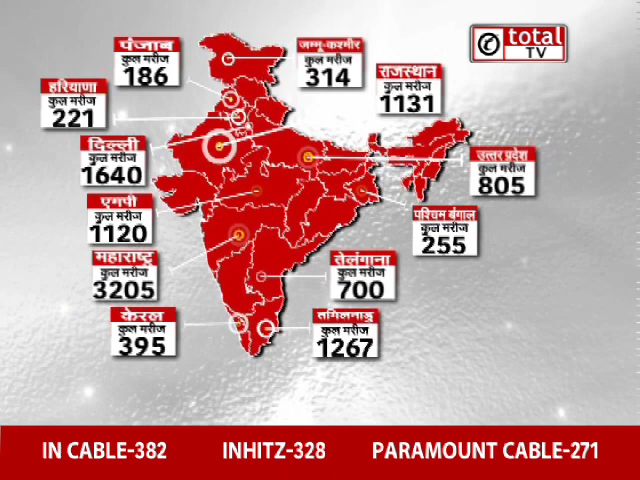 total
TV
पंजाब
कुल मरीज
186
जम्मू-कश्मीर
कुल मरीज
314
राजस्थान
कुल मरीज
1131
हरियाणा
कुल मरीज
221
दिल्ली
कुल मरीज
1640
उत्तर प्रदेश
कुल मरीज
805
एमपी
कुल मरीज
1120
पश्चिम बंगाल
कुल मरीज
255
महाराष्ट्र
कुल मरीज
3205
तेलंगाना
कुल मरीज
700
केरल
कुल मरीज
395
तमिलनाडु
कुल मरीज
1267
IN CABLE-382 INHITZ-328 PARAMOUNT CABLE-271